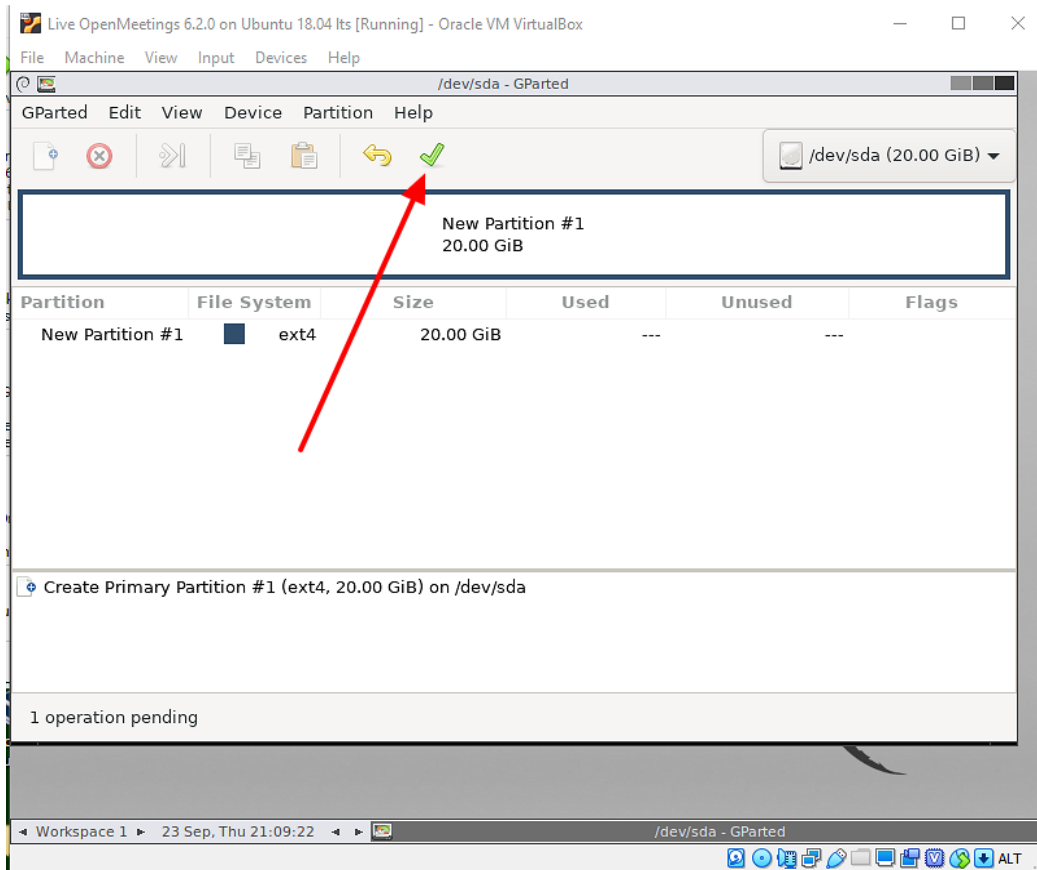 Live OpenMeetings 6.2.0 on Ubuntu 18.04 lts [Running] - Oracle VM VirtualBox
File Machine View Input Devices Help
/dev/sda - GParted
GParted Edit View Device Partition Help
/dev/sda (20.00 GiB)
New Partition #1
20.00 GiB
Partition File System Size Used Unused Flags
New Partition #1 ext4 20.00 GiB --- ---
Create Primary Partition #1 (ext4, 20.00 GiB) on /dev/sda
1 operation pending
Workspace 1 23 Sep, Thu 21:09:22 /dev/sda - GParted
ALT